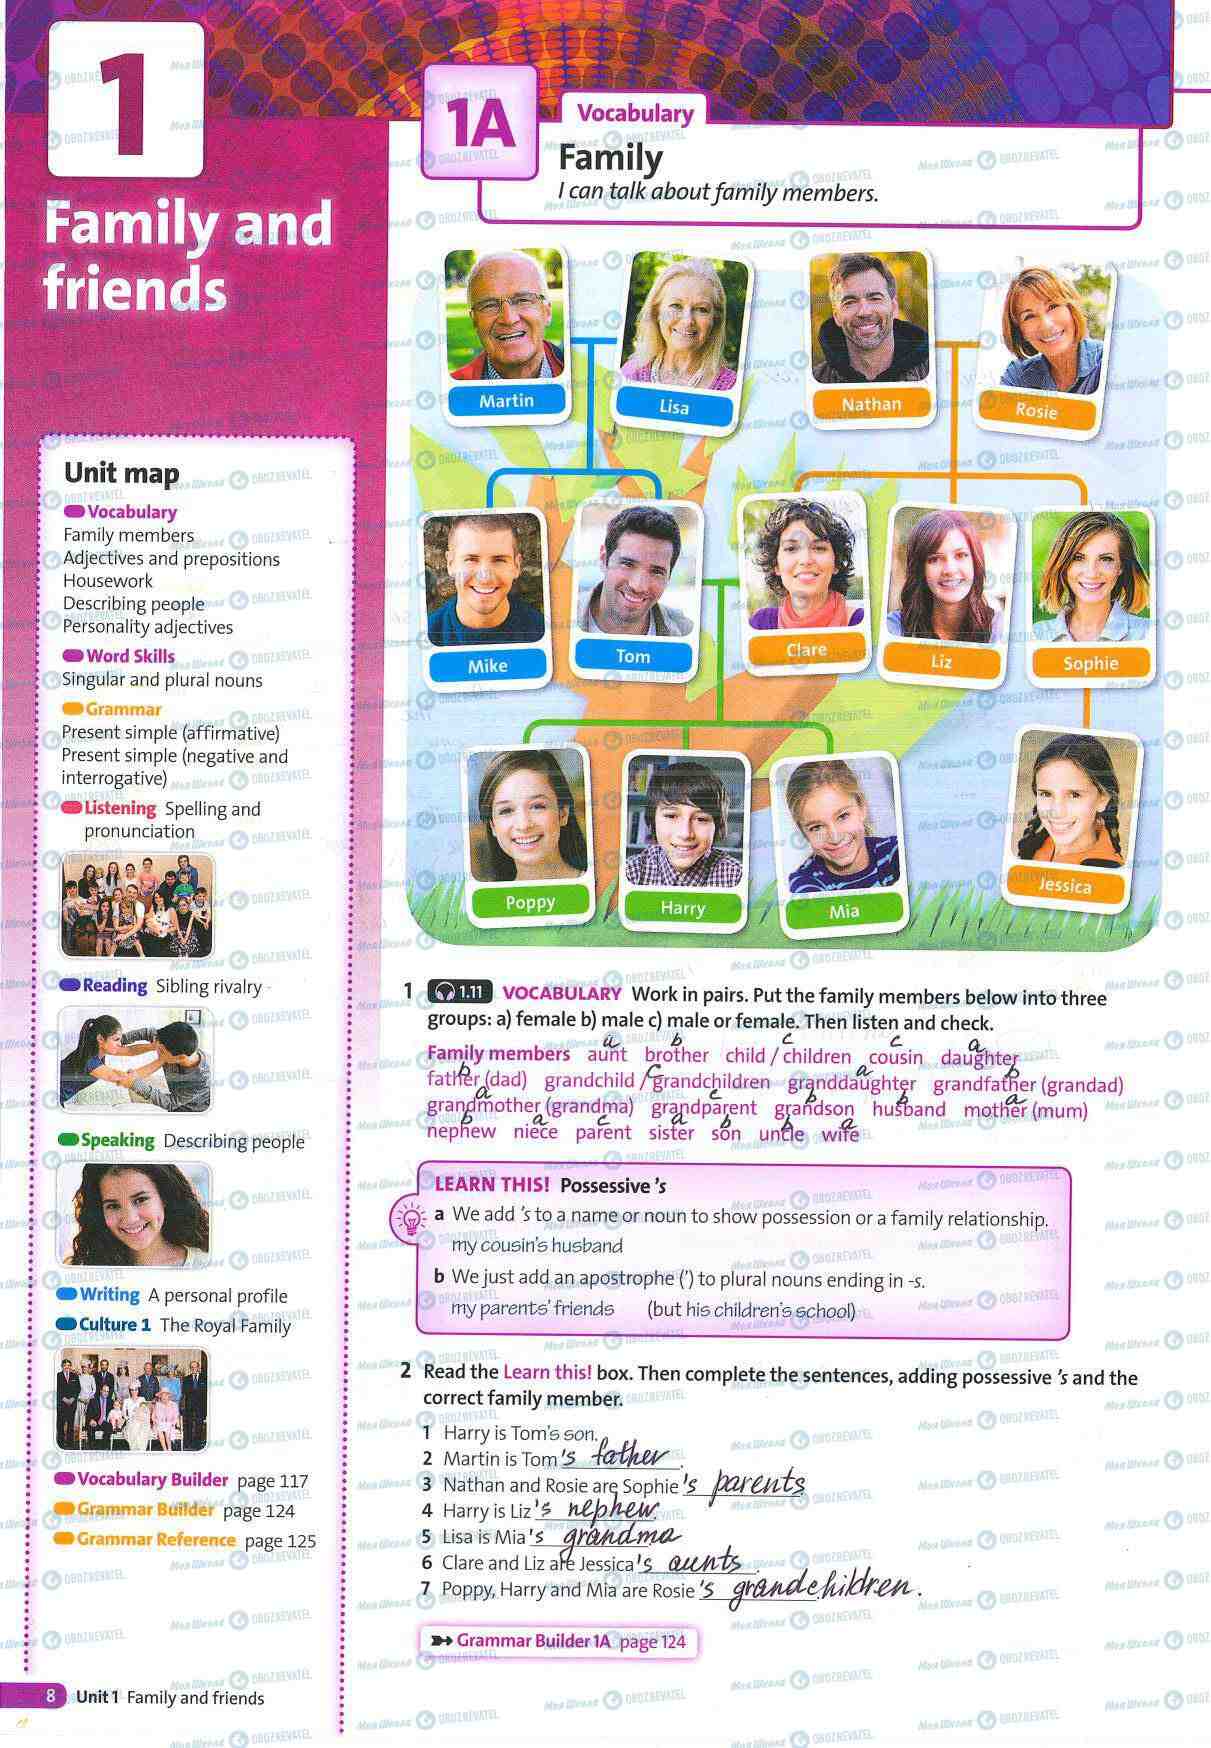 1
Family and
friends
1A
Vocabulary
Family
I can talk about family members.
Martin
Lisa
Nathan
Rosie
Mike
Tom
Clare
Liz
Sophie
Poppy
Harry
Mia
Jessica
Unit map
Vocabulary
Family members
Adjectives and prepositions
Housework
Describing people
Personality adjectives
Word Skills
Singular and plural nouns
Grammar
Present simple (affirmative)
Present simple (negative and
interrogative)
Listening Spelling and
pronunciation
Reading Sibling rivalry
Speaking Describing people
Writing A personal profile
Culture 1 The Royal Family
Vocabulary Builder page 117
Grammar Builder page 124
Grammar Reference page 125
1 1.11 VOCABULARY Work in pairs. Put the family members below into three
groups: a) female b) male c) male or female. Then listen and check.
a b c c a
Family members aunt brother child / children cousin daughter
b c a b
father (dad) grandchild / grandchildren granddaughter grandfather (grandad)
a c b b a
grandmother (grandma) grandparent grandson husband mother (mum)
b a c a b b a
nephew niece parent sister son uncle wife
LEARN THIS! Possessive 's
a We add 's to a name or noun to show possession or a family relationship.
my cousin's husband
b We just add an apostrophe (') to plural nouns ending in -s.
my parents' friends (but his children's school)
2 Read the Learn this! box. Then complete the sentences, adding possessive 's and the
correct family member.
1 Harry is Tom's son.
2 Martin is Tom's father.
3 Nathan and Rosie are Sophie's parents.
4 Harry is Liz's nephew.
5 Lisa is Mia's grandma
6 Clare and Liz are Jessica's aunts.
7 Poppy, Harry and Mia are Rosie's grandchildren.
Grammar Builder 1A page 124
8 Unit 1 Family and friends
МояШкола OBOZREVATEL